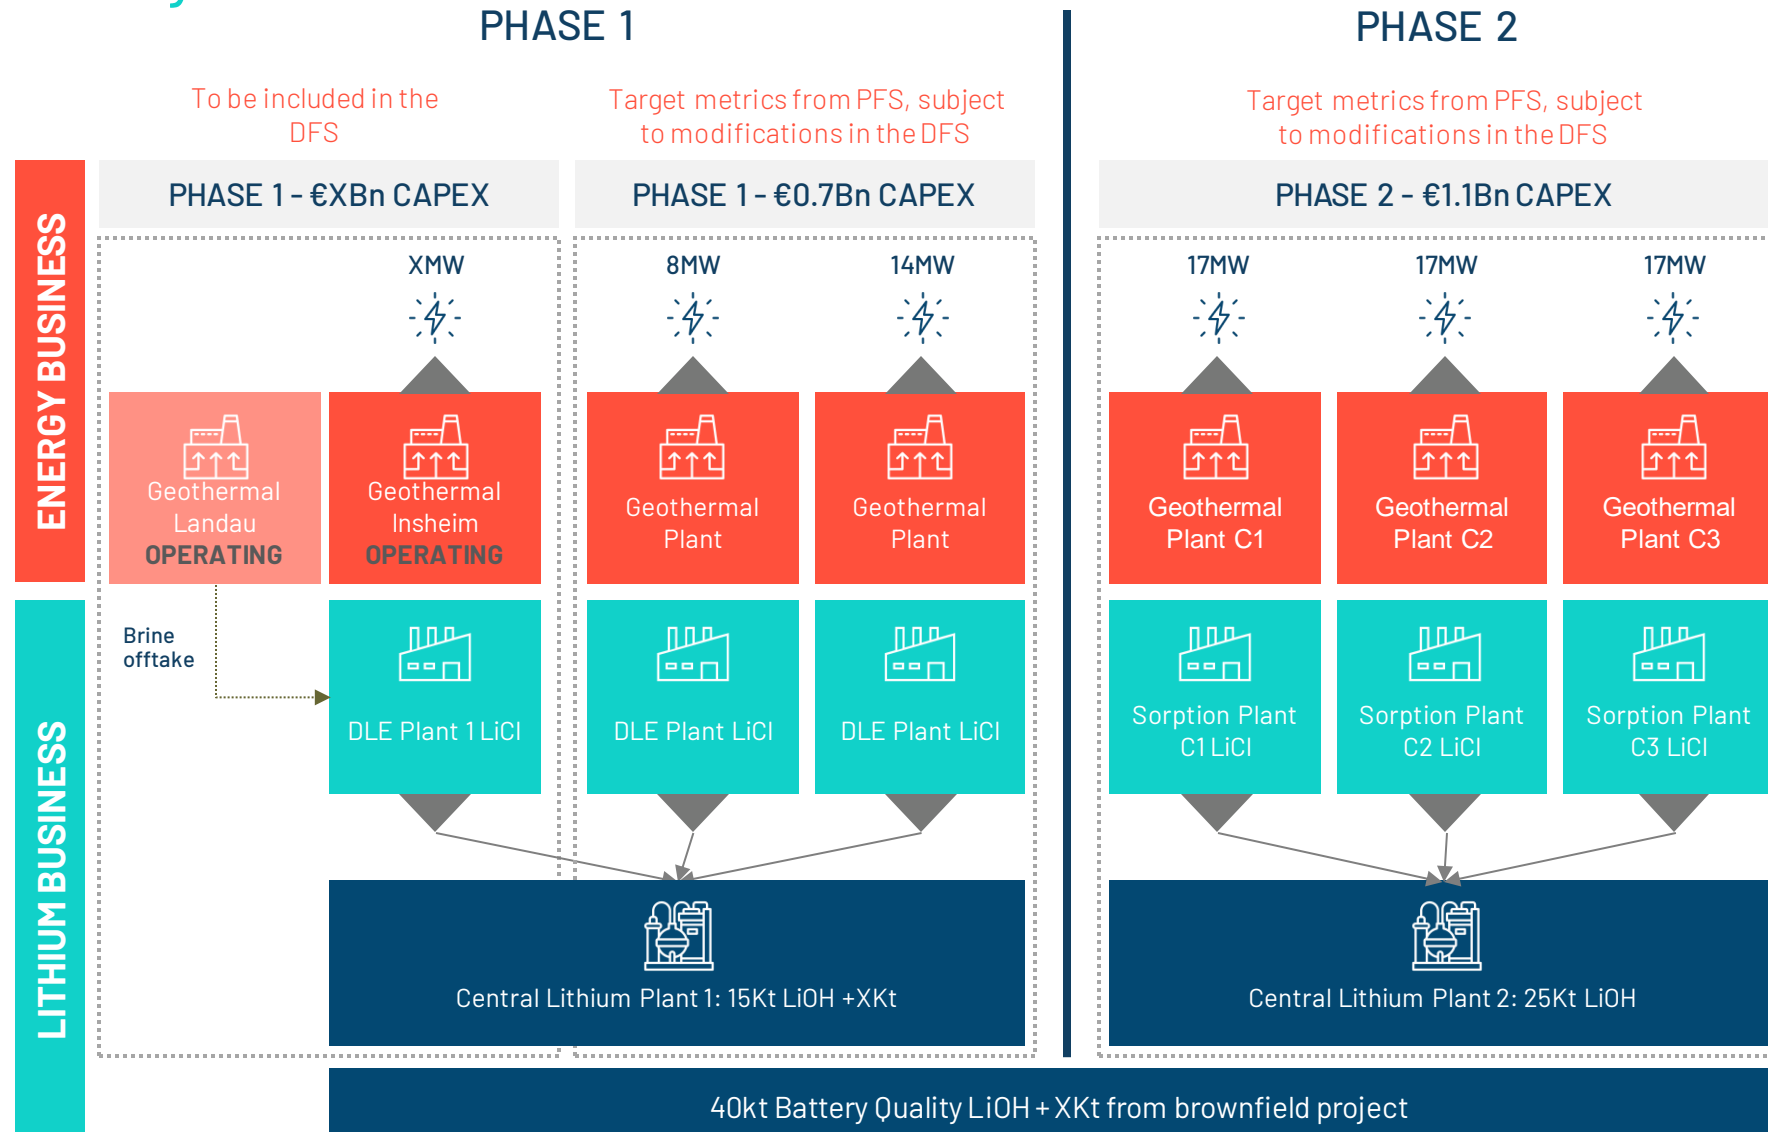 PHASE 1
PHASE 2
To be included in the
DFS
Target metrics from PFS, subject
to modifications in the DFS
Target metrics from PFS, subject
to modifications in the DFS
ENERGY BUSINESS
PHASE 1 - €XBn CAPEX
PHASE 1 - €0.7Bn CAPEX
PHASE 2 - €1.1Bn CAPEX
XMW
8MW
14MW
17MW
17MW
17MW
Geothermal
Landau
OPERATING
Geothermal
Insheim
OPERATING
Geothermal
Plant
Geothermal
Plant
Geothermal
Plant C1
Geothermal
Plant C2
Geothermal
Plant C3
LITHIUM BUSINESS
Brine
offtake
DLE Plant 1 LiCl
DLE Plant LiCl
DLE Plant LiCl
Sorption Plant
C1 LiCl
Sorption Plant
C2 LiCl
Sorption Plant
C3 LiCl
Central Lithium Plant 1: 15Kt LiOH +XKt
Central Lithium Plant 2: 25Kt LiOH
40kt Battery Quality LiOH + XKt from brownfield project